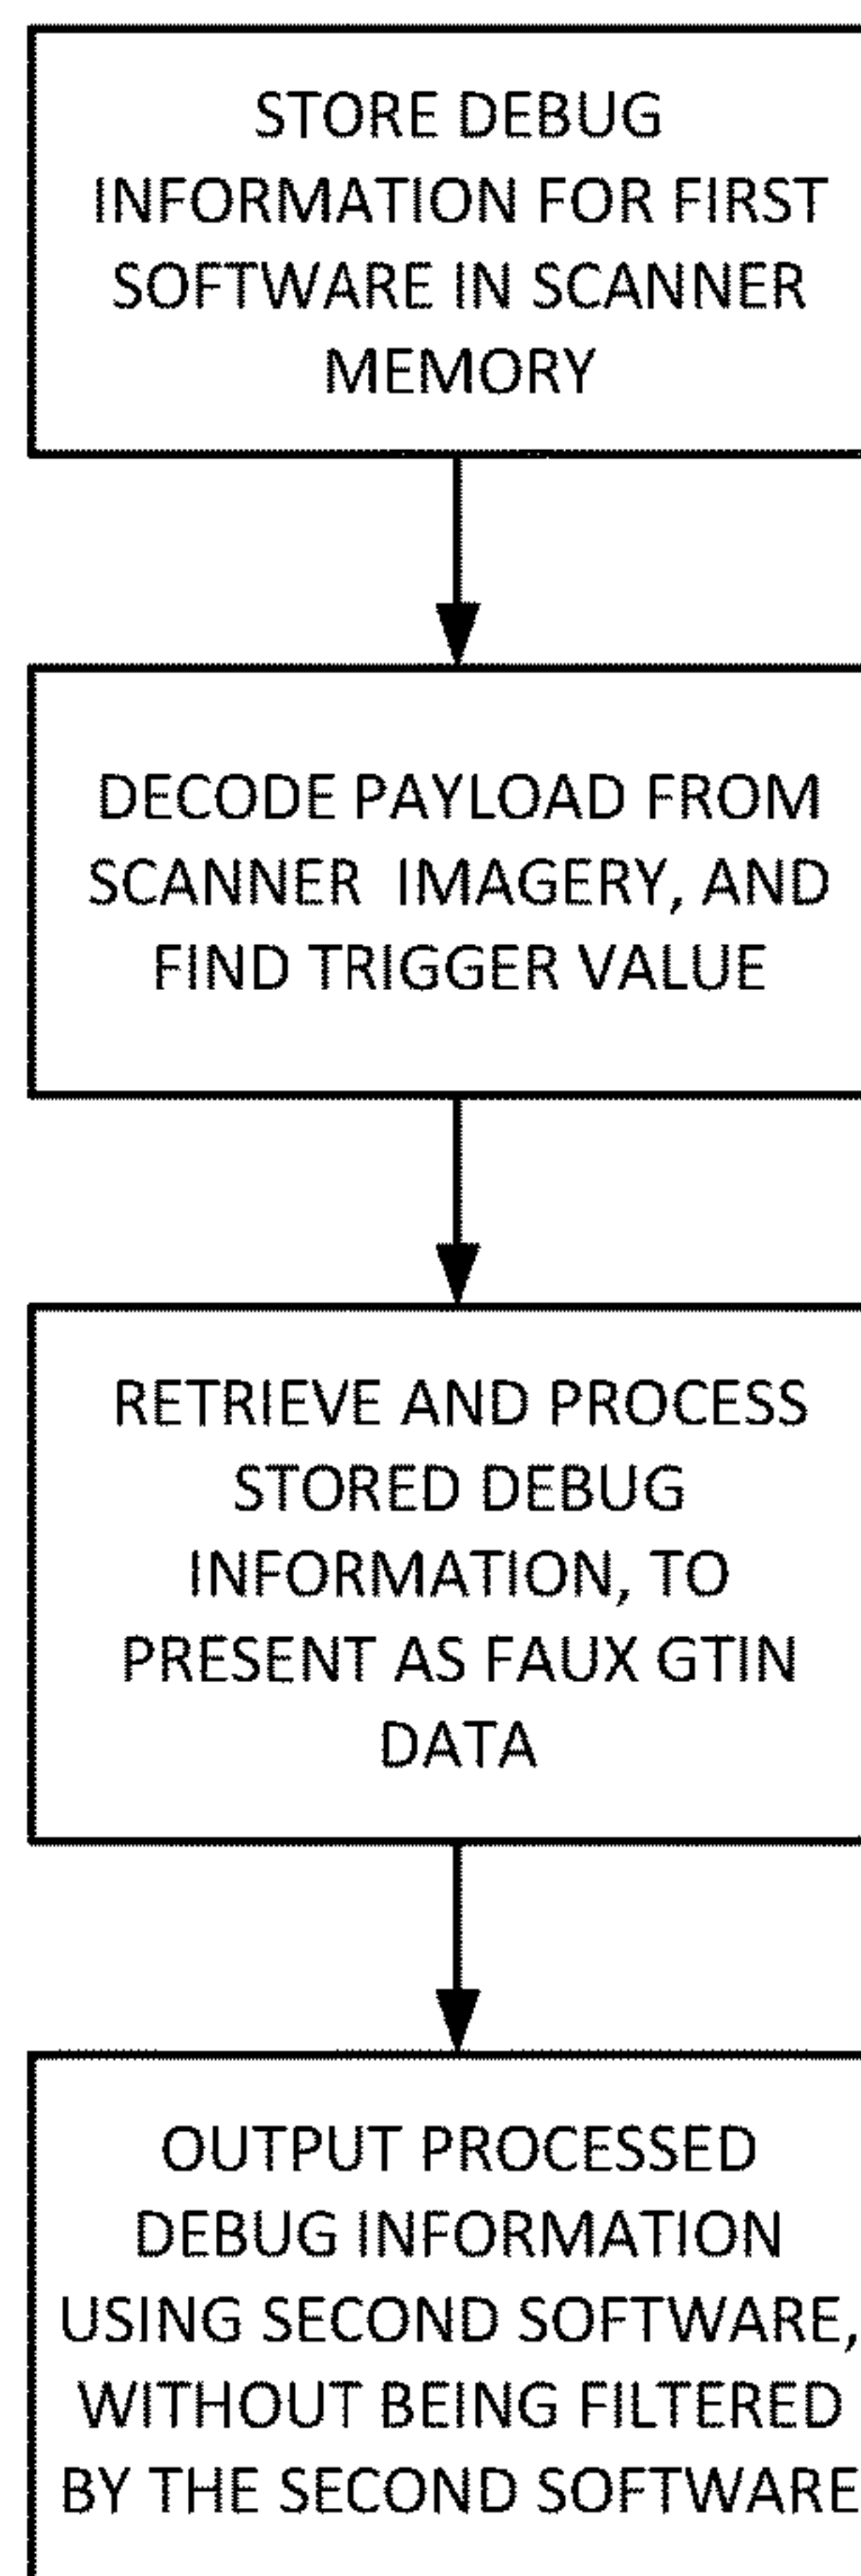 STORE DEBUG
INFORMATION FOR FIRST
SOFTWARE IN SCANNER
MEMORY
DECODE PAYLOAD FROM
SCANNER IMAGERY, AND
FIND TRIGGER VALUE
RETRIEVE AND PROCESS
STORED DEBUG
INFORMATION, TO
PRESENT AS FAUX GTIN
DATA
OUTPUT PROCESSED
DEBUG INFORMATION
USING SECOND SOFTWARE,
WITHOUT BEING FILTERED
BY THE SECOND SOFTWARE